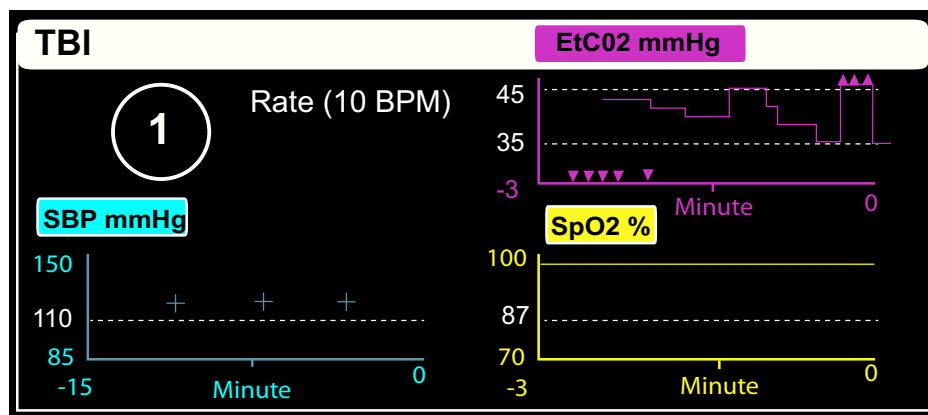 TBI
EtC02 mmHg
1
Rate (10 BPM)
45
35
-3
Minute
0
SBP mmHg
150
110
85
-15
Minute
0
SpO2 %
100
87
70
-3
Minute
0